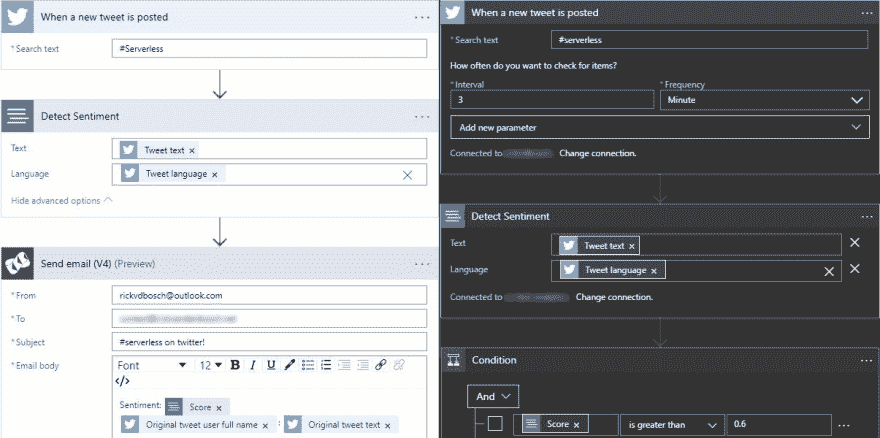 When a new tweet is posted
...
* Search text
#Serverless
Detect Sentiment
...
Text
Tweet text ×
Language
Tweet language ×
Hide advanced options
Send email (V4) (Preview)
...
* From
rickvdbosch@outlook.com
* To
* Subject
#serverless on twitter!
* Email body
Font 12 B I U
</>
Sentiment: Score ×
Original tweet user full name × : Original tweet text ×
When a new tweet is posted
...
* Search text
#serverless
How often do you want to check for items?
* Interval
* Frequency
3
Minute
Add new parameter
Connected to
Change connection.
Detect Sentiment
...
Text
Tweet text ×
Language
Tweet language ×
Connected to
Change connection.
Condition
...
And
Score × is greater than 0.6 ...